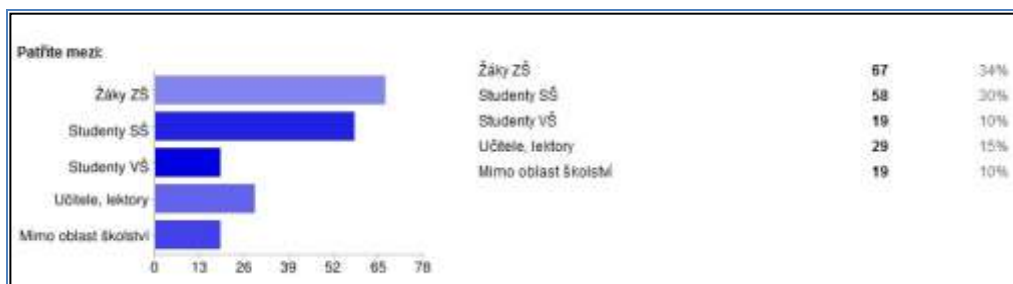 Patříte mezi:
Žáky ZŠ
Studenty SŠ
Studenty VŠ
Učitele, lektory
Mimo oblast školství
0 13 26 39 52 65 78
Žáky ZŠ 67 34%
Studenty SŠ 58 30%
Studenty VŠ 19 10%
Učitele, lektory 29 15%
Mimo oblast školství 19 10%